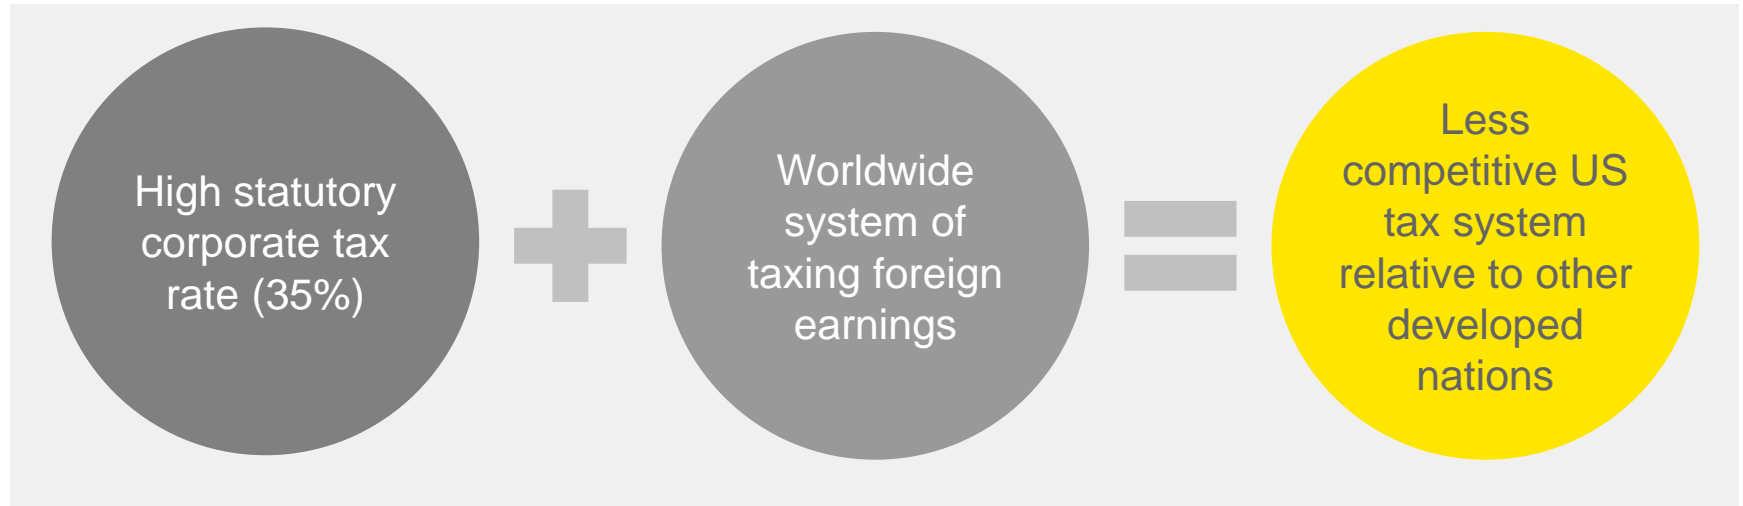 High statutory
corporate tax
rate (35%)
Worldwide
system of
taxing foreign
earnings
Less
competitive US
tax system
relative to other
developed
nations